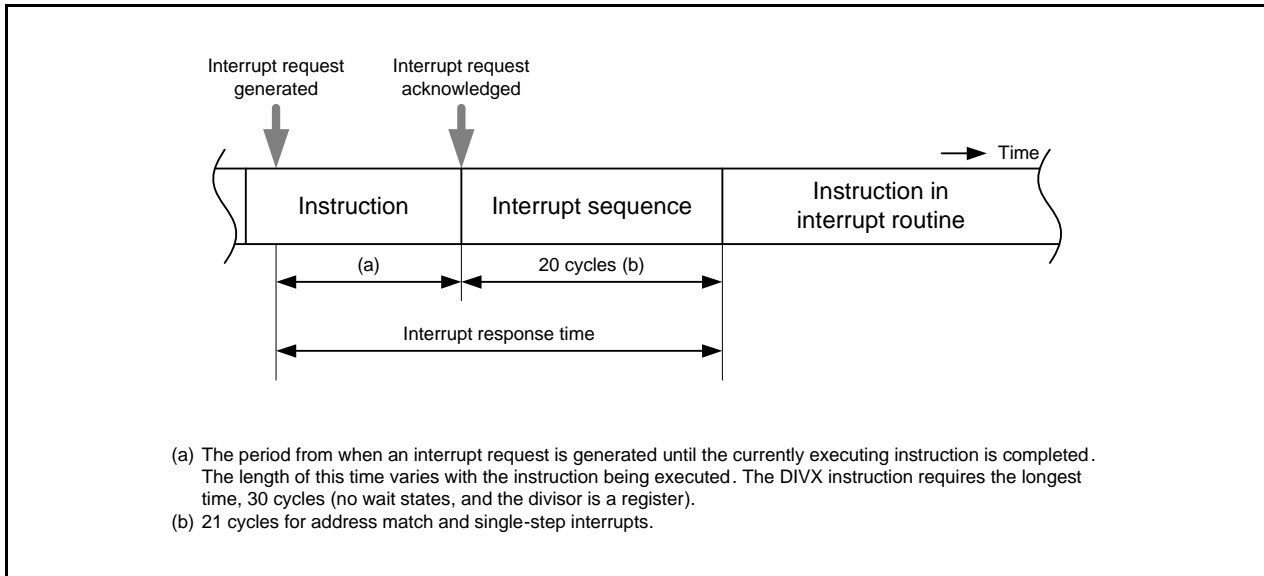 Interrupt request
generated
Interrupt request
acknowledged
Time
Instruction
Interrupt sequence
Instruction in
interrupt routine
(a)
20 cycles (b)
Interrupt response time
(a) The period from when an interrupt request is generated until the currently executing instruction is completed.
The length of this time varies with the instruction being executed. The DIVX instruction requires the longest
time, 30 cycles (no wait states, and the divisor is a register).
(b) 21 cycles for address match and single-step interrupts.